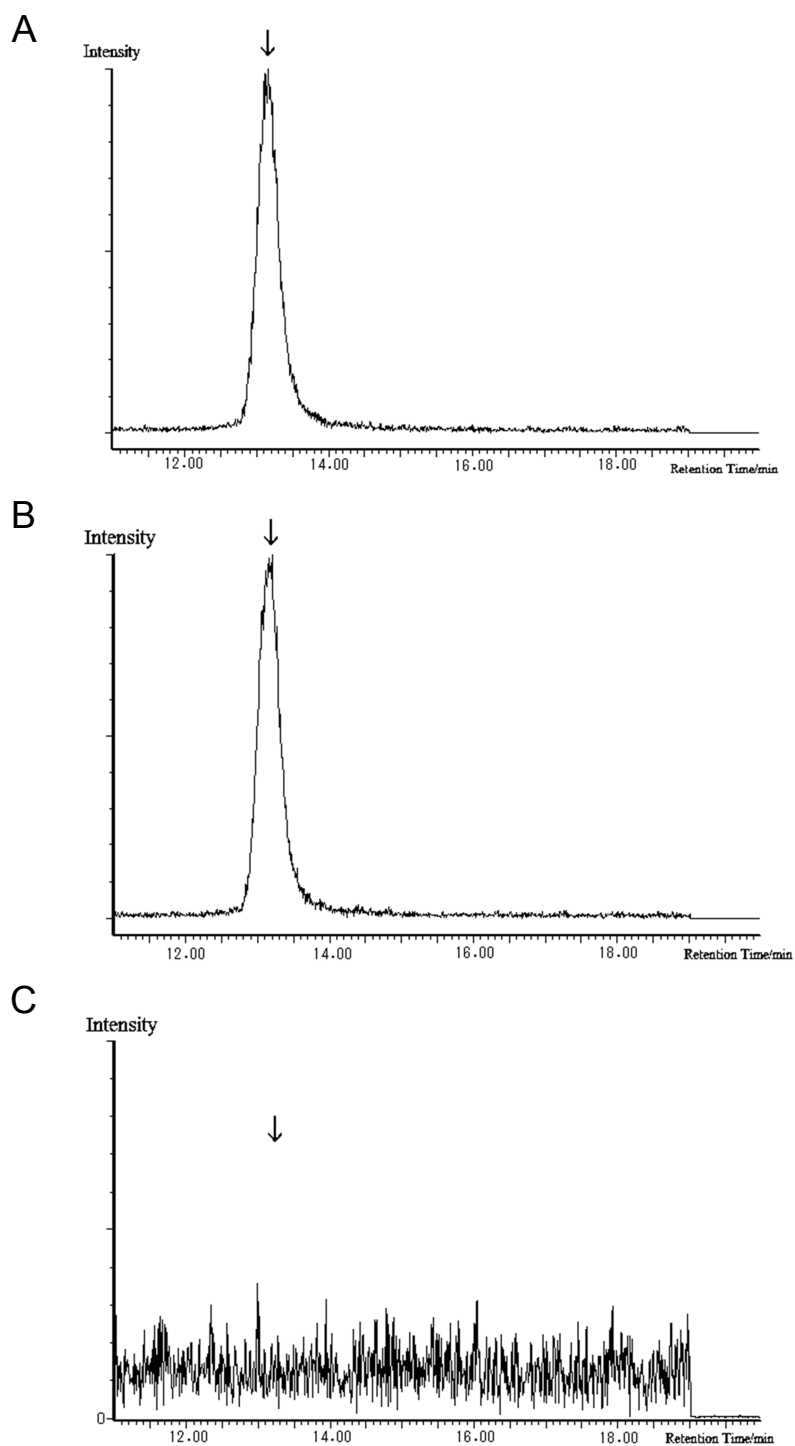 A
Intensity
12.00 14.00 16.00 18.00
Retention Time/min
B
Intensity
12.00 14.00 16.00 18.00
Retention Time/min
C
Intensity
0
12.00 14.00 16.00 18.00
Retention Time/min